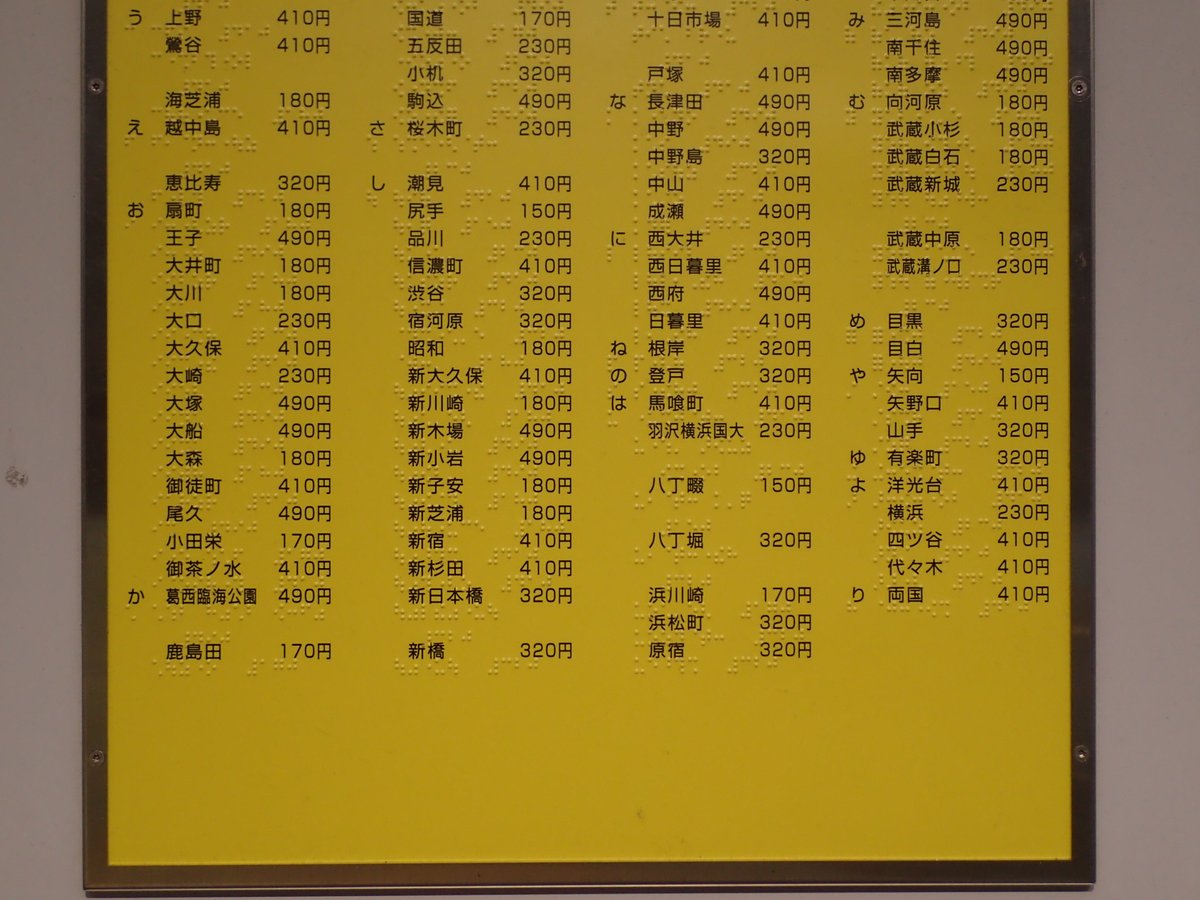 う 上野 410円
鶯谷 410円
海芝浦 180円
え 越中島 410円
恵比寿 320円
お 扇町 180円
王子 490円
大井町 180円
大川 180円
大口 230円
大久保 410円
大崎 230円
大塚 490円
大船 490円
大森 180円
御徒町 410円
尾久 490円
小田栄 170円
御茶ノ水 410円
か 葛西臨海公園 490円
鹿島田 170円
国道 170円
五反田 230円
小机 320円
駒込 490円
さ 桜木町 230円
し 潮見 410円
尻手 150円
品川 230円
信濃町 410円
渋谷 320円
宿河原 320円
昭和 180円
新大久保 410円
新川崎 180円
新木場 490円
新小岩 490円
新子安 180円
新芝浦 180円
新宿 410円
新杉田 410円
新日本橋 320円
新橋 320円
十日市場 410円
戸塚 410円
な 長津田 490円
中野 490円
中野島 320円
中山 410円
成瀬 490円
に 西大井 230円
西日暮里 410円
西府 490円
日暮里 410円
ね 根岸 320円
の 登戸 320円
は 馬喰町 410円
羽沢横浜国大 230円
八丁畷 150円
八丁堀 320円
浜川崎 170円
浜松町 320円
原宿 320円
み 三河島 490円
南千住 490円
南多摩 490円
む 向河原 180円
武蔵小杉 180円
武蔵白石 180円
武蔵新城 230円
武蔵中原 180円
武蔵溝ノ口 230円
め 目黒 320円
目白 490円
や 矢向 150円
矢野口 410円
山手 320円
ゆ 有楽町 320円
よ 洋光台 410円
横浜 230円
四ツ谷 410円
代々木 410円
り 両国 410円